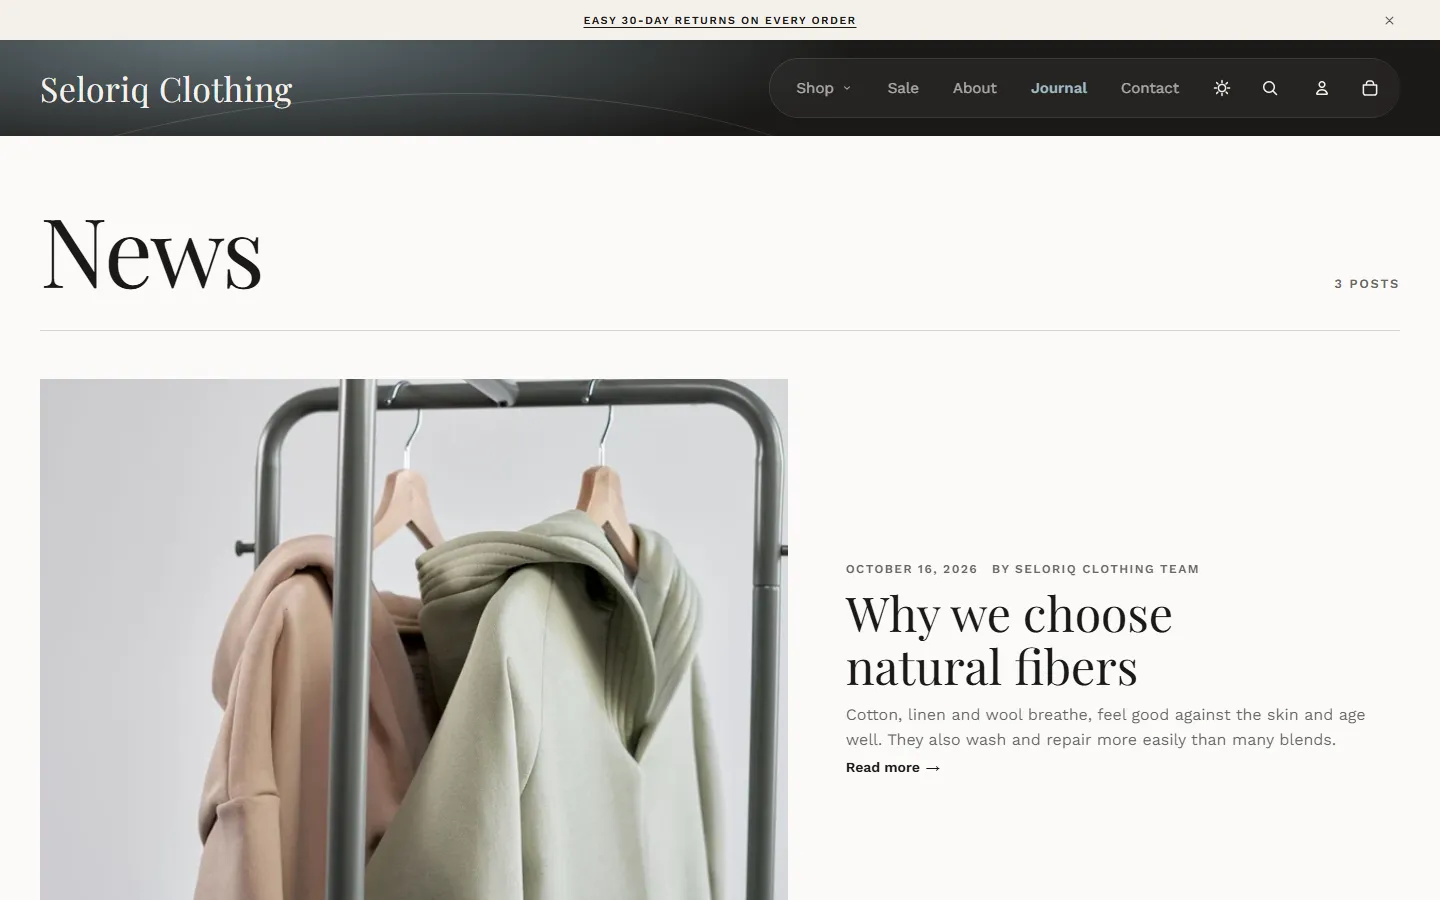 EASY 30-DAY RETURNS ON EVERY ORDER
Seloriq Clothing
Shop
Sale
About
Journal
Contact
News
3 POSTS
OCTOBER 16, 2026 BY SELORIQ CLOTHING TEAM
Why we choose
natural fibers
Cotton, linen and wool breathe, feel good against the skin and age
well. They also wash and repair more easily than many blends.
Read more →